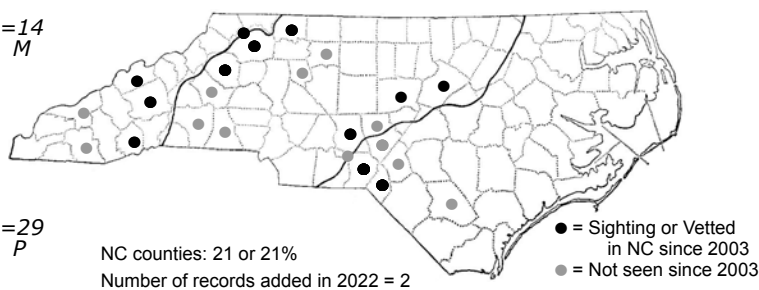 =14
M
=29
P
NC counties: 21 or 21%
Number of records added in 2022 = 2
● = Sighting or Vetted
in NC since 2003
● = Not seen since 2003